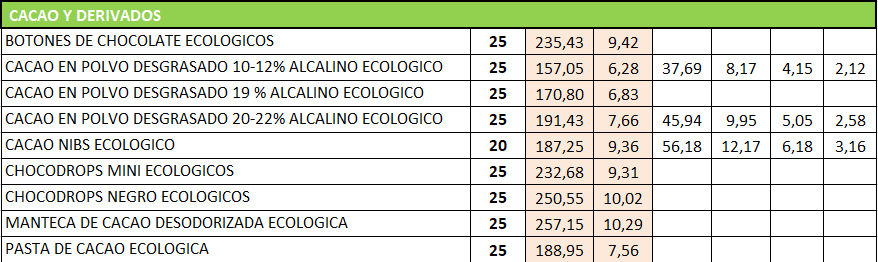 CACAO Y DERIVADOS
BOTONES DE CHOCOLATE ECOLOGICOS 25 235,43 9,42
CACAO EN POLVO DESGRASADO 10-12% ALCALINO ECOLOGICO 25 157,05 6,28 37,69 8,17 4,15 2,12
CACAO EN POLVO DESGRASADO 19 % ALCALINO ECOLOGICO 25 170,80 6,83
CACAO EN POLVO DESGRASADO 20-22% ALCALINO ECOLOGICO 25 191,43 7,66 45,94 9,95 5,05 2,58
CACAO NIBS ECOLOGICO 20 187,25 9,36 56,18 12,17 6,18 3,16
CHOCODROPS MINI ECOLOGICOS 25 232,68 9,31
CHOCODROPS NEGRO ECOLOGICOS 25 250,55 10,02
MANTECA DE CACAO DESODORIZADA ECOLOGICA 25 257,15 10,29
PASTA DE CACAO ECOLOGICA 25 188,95 7,56